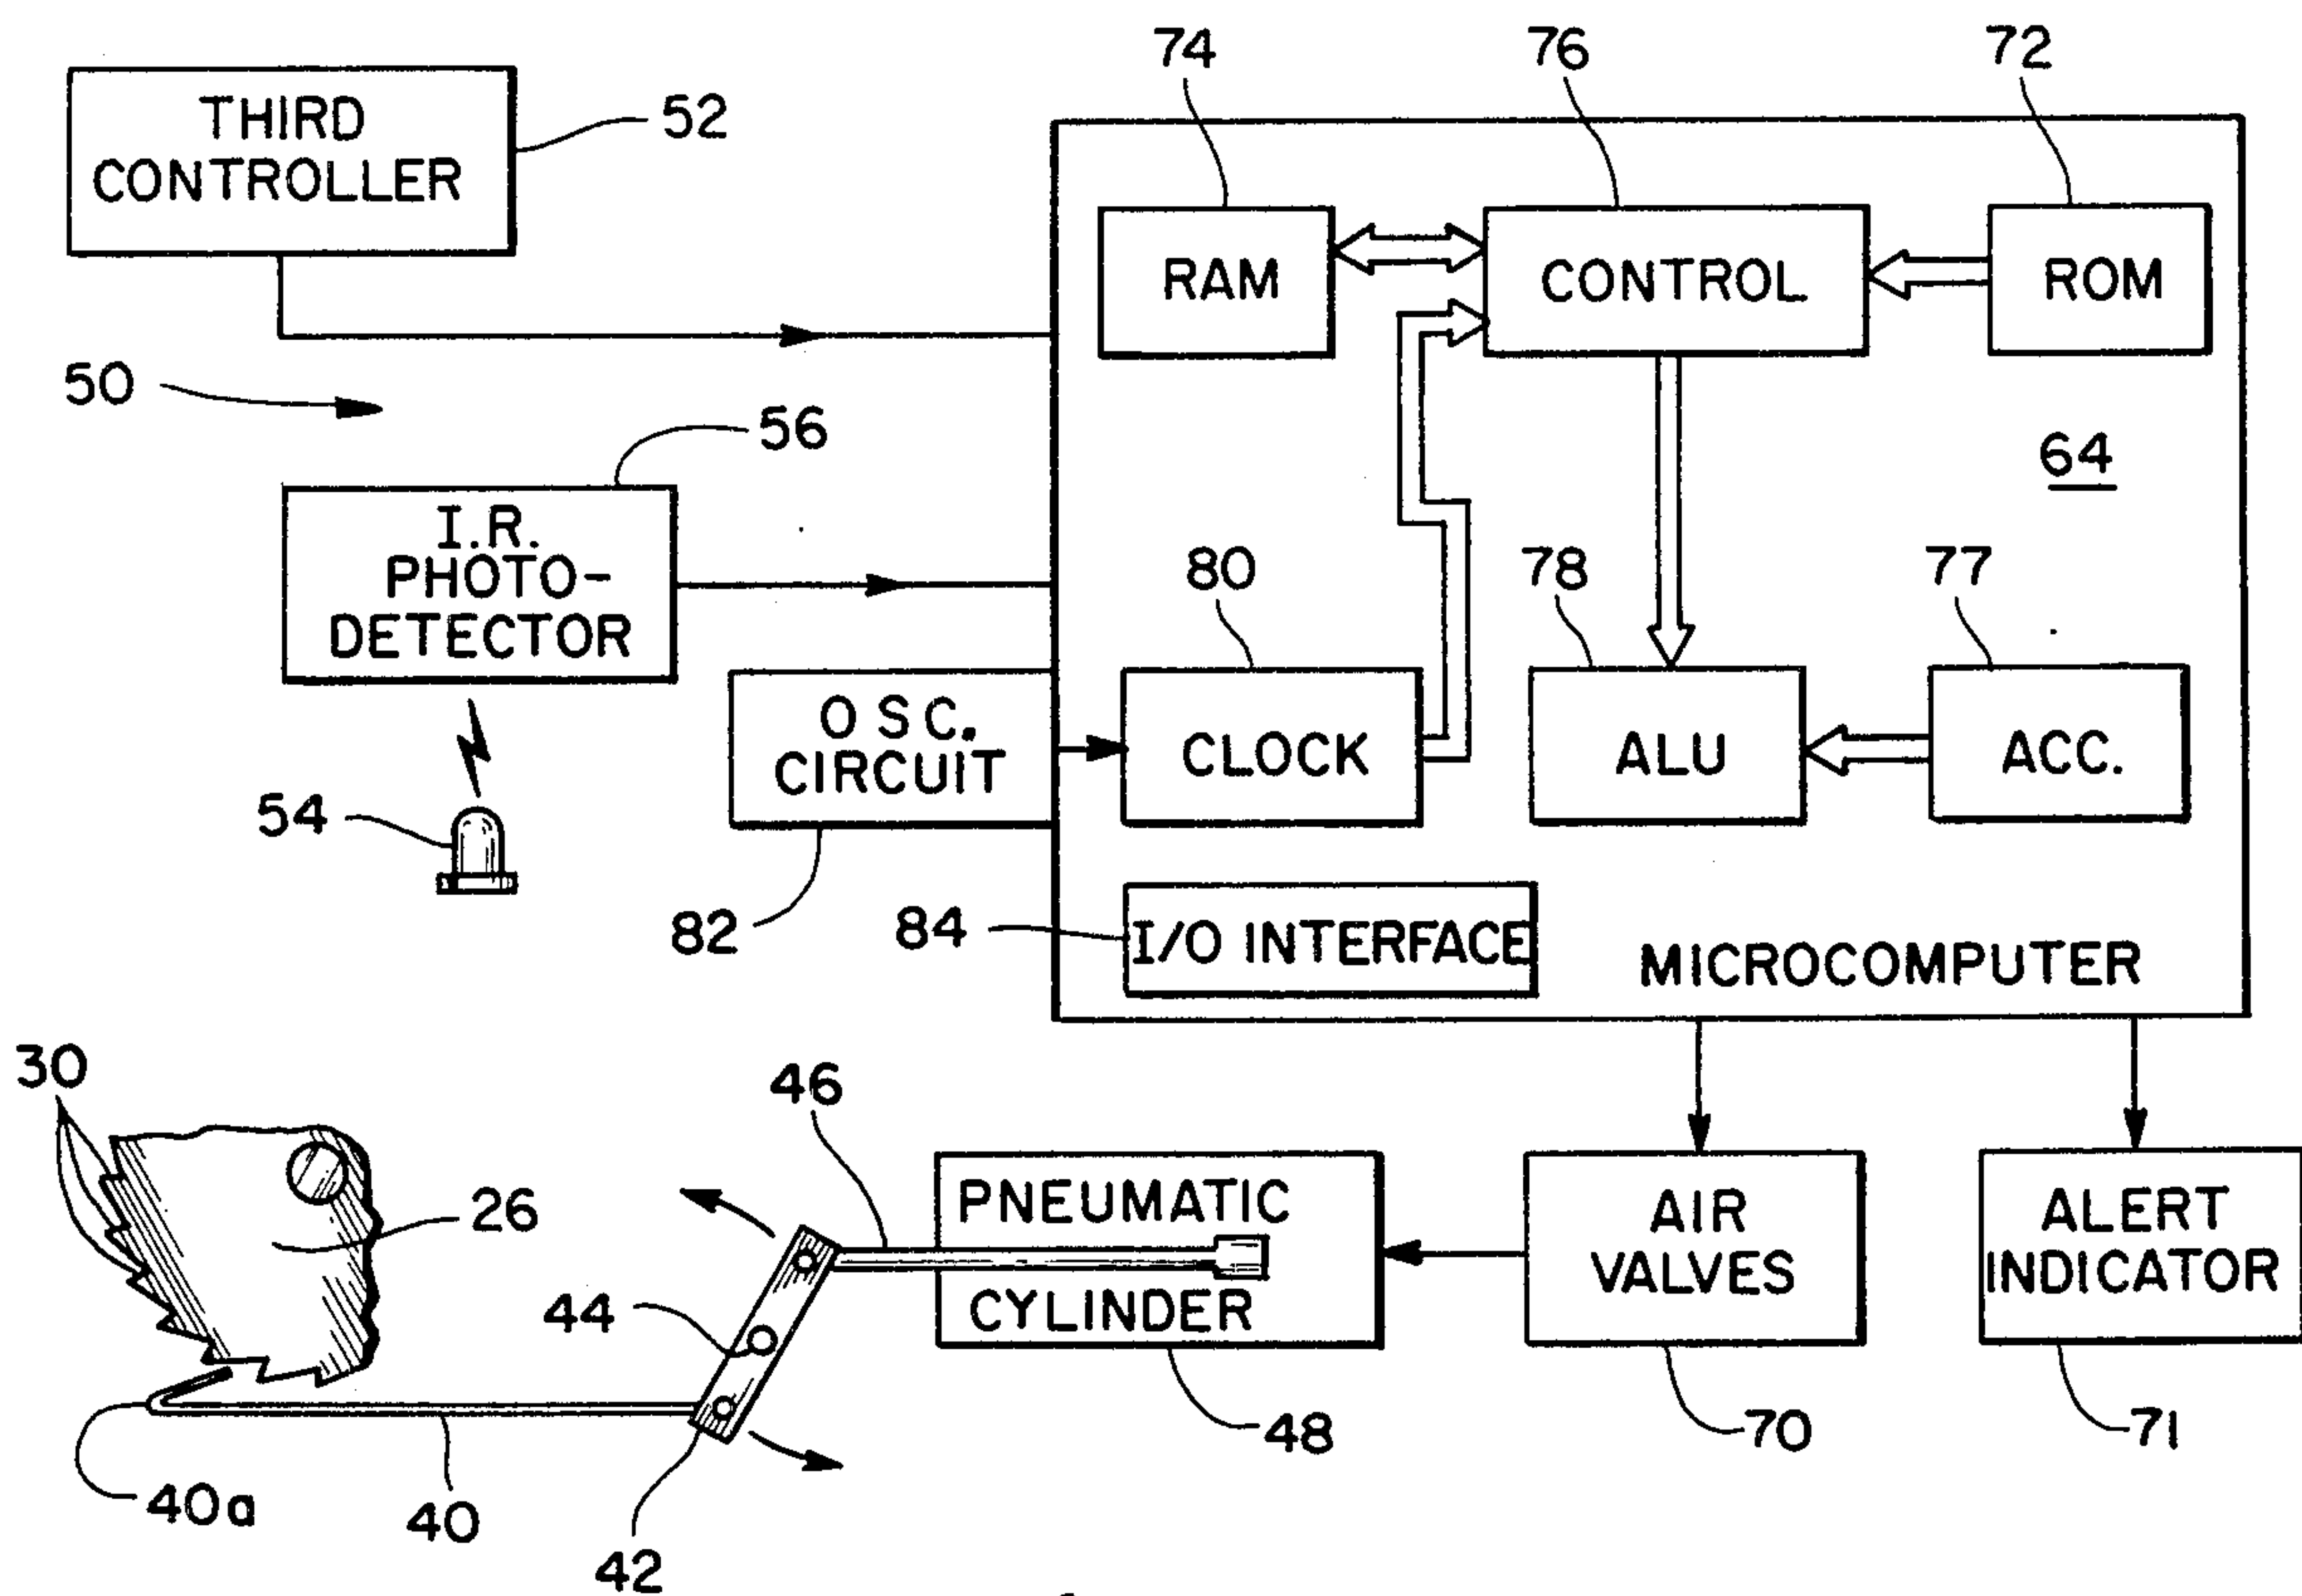 74
76
72
THIRD
CONTROLLER
52
RAM
CONTROL
ROM
50
56
64
I.R.
PHOTO-
DETECTOR
80
78
77
O S C.
CIRCUIT
CLOCK
ALU
ACC.
54
82
84
I/O INTERFACE
MICROCOMPUTER
30
46
26
PNEUMATIC
CYLINDER
AIR
VALVES
ALERT
INDICATOR
44
48
70
71
40a
40
42